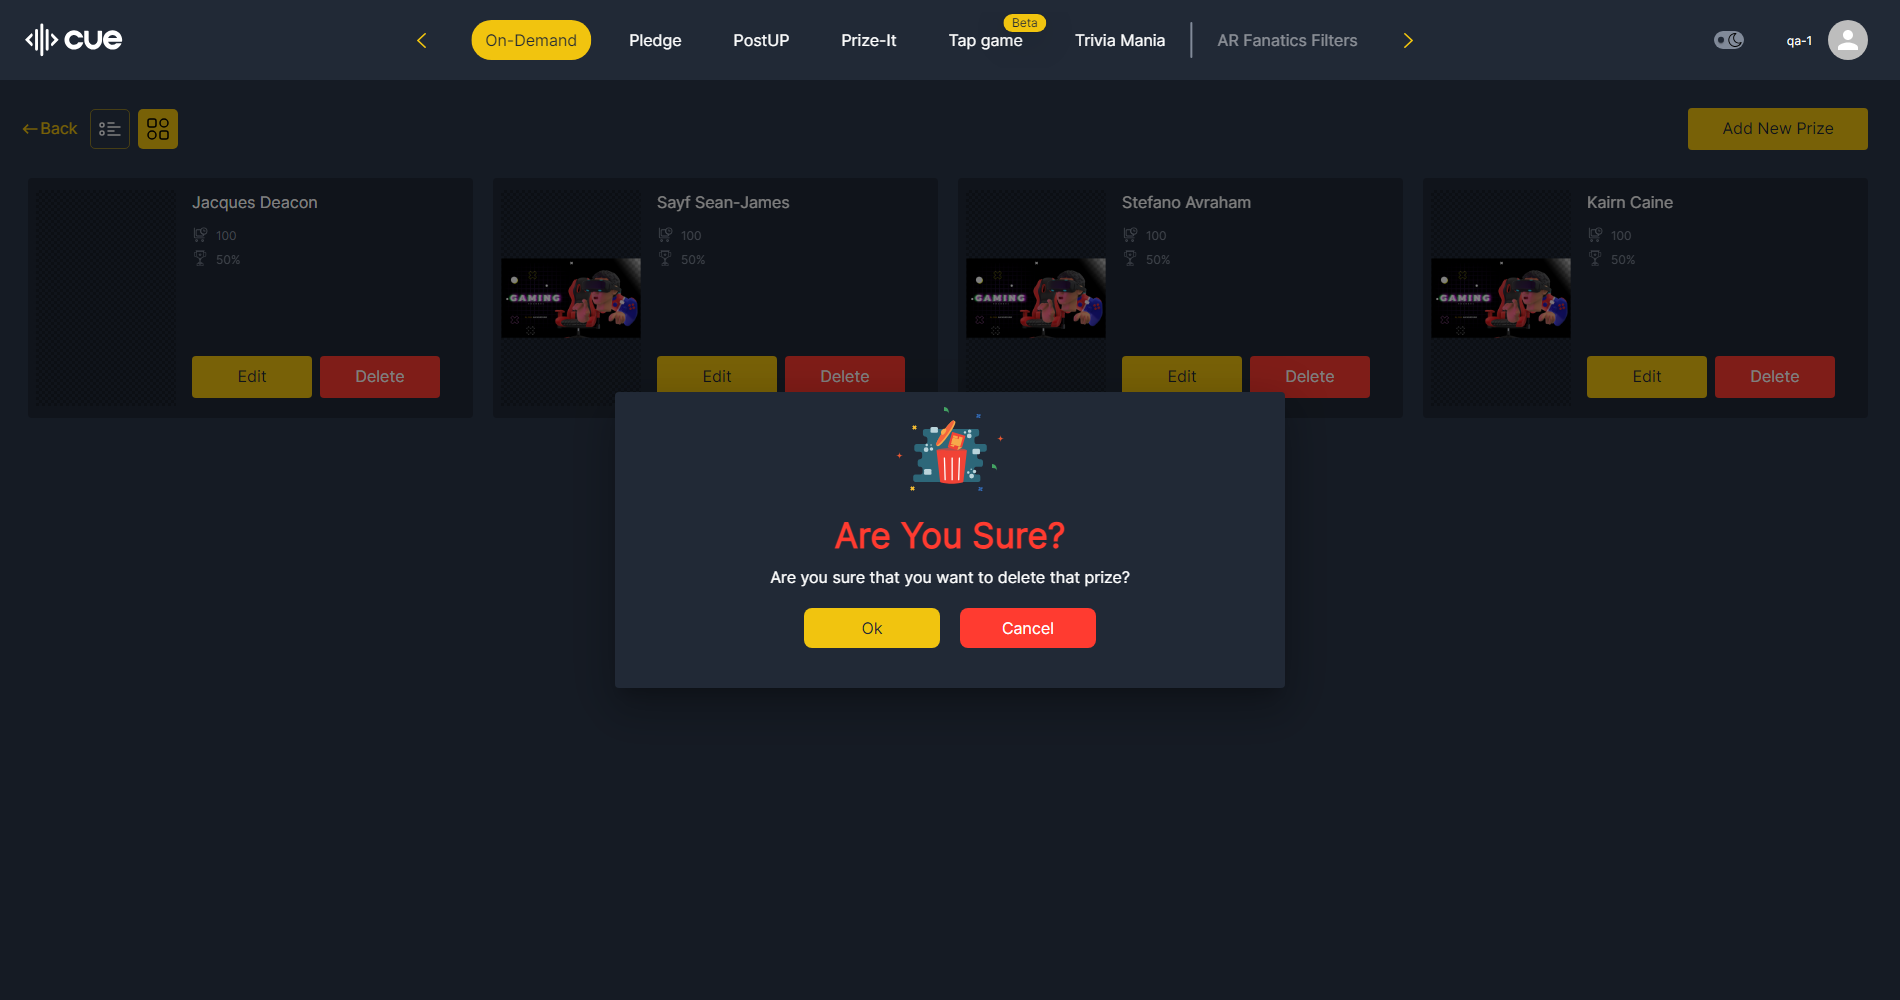 cue
On-Demand
Pledge
PostUP
Prize-It
Tap game
Beta
Trivia Mania
AR Fanatics Filters
qa-1
Back
Add New Prize
Jacques Deacon
100
50%
Edit
Delete
Sayf Sean-James
100
50%
GAMING
Edit
Delete
Stefano Avraham
100
50%
GAMING
Edit
Delete
Kairn Caine
100
50%
GAMING
Edit
Delete
Are You Sure?
Are you sure that you want to delete that prize?
Ok
Cancel